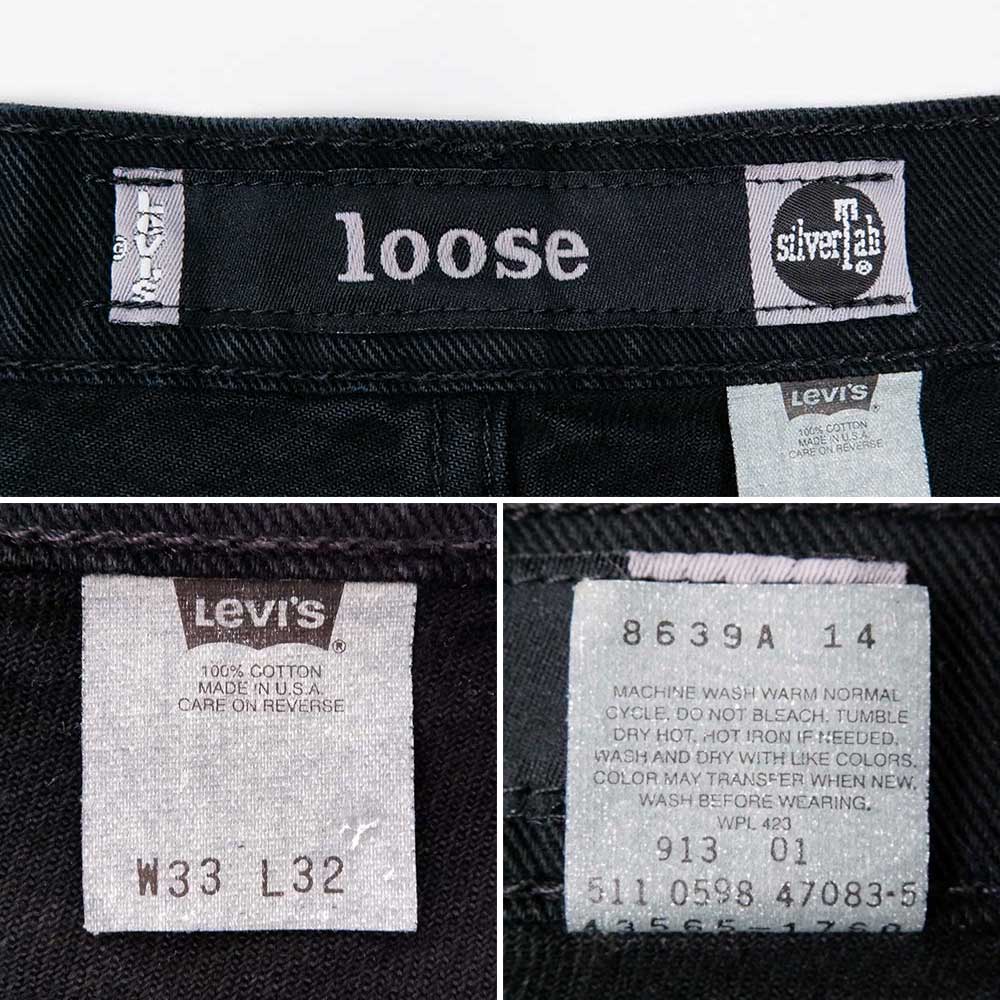 LEVI'S
®
loose
silverTab
®
LEVI'S®
100% COTTON
MADE IN U.S.A.
CARE ON REVERSE
LEVI'S®
100% COTTON
MADE IN U.S.A.
CARE ON REVERSE
W33 L32
8639A 14
MACHINE WASH WARM NORMAL
CYCLE. DO NOT BLEACH. TUMBLE
DRY HOT. HOT IRON IF NEEDED.
WASH AND DRY WITH LIKE COLORS.
COLOR MAY TRANSFER WHEN NEW.
WASH BEFORE WEARING.
WPL 423
913 01
511 0598 47083-5